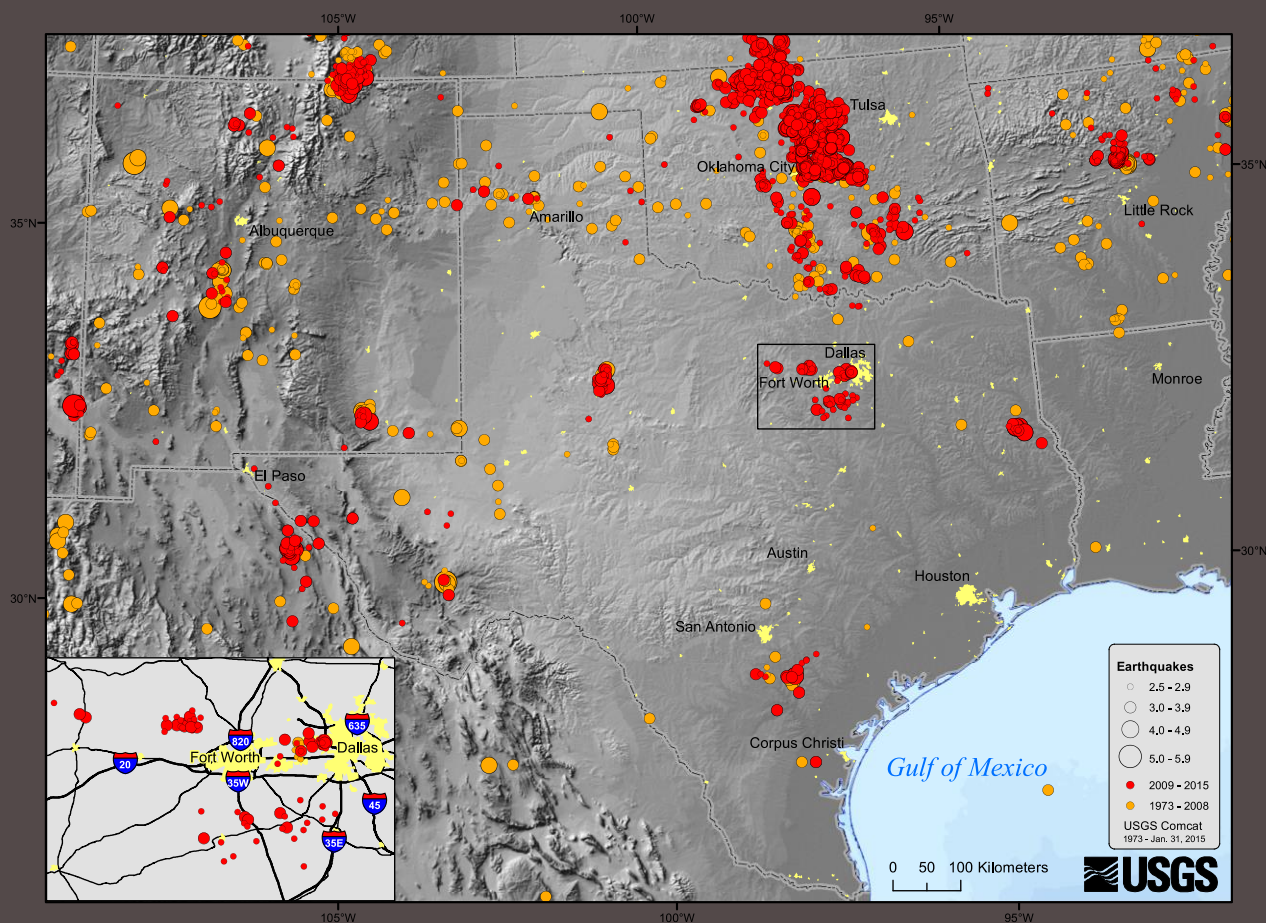 105°W
100°W
95°W
Tulsa
Oklahoma City
35°N
35°N
Amarillo
Little Rock
Albuquerque
Dallas
Fort Worth
Monroe
El Paso
Austin
30°N
Houston
30°N
San Antonio
Corpus Christi
Gulf of Mexico
Earthquakes
2.5 - 2.9
3.0 - 3.9
4.0 - 4.9
5.0 - 5.9
2009 - 2015
1973 - 2008
USGS Comcat
1973 - Jan. 31, 2015
635
820
Fort Worth
Dallas
20
35W
45
35E
0 50 100 Kilometers
USGS
105°W
100°W
95°W